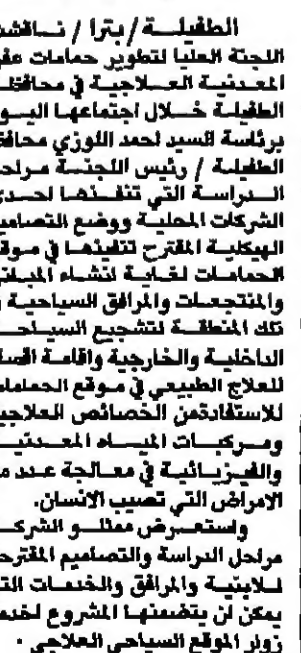 الطفيلة / بترا / ناقشت
اللجنة العليا لتطوير حمامات عفر
المعدنية العلاجية في محافظة
الطفيلة خلال اجتماعها اليوم
برئاسة السيد احمد اللوزي محافظ
الطفيلة / رئيس اللجنة مراحل
الدراسة التي تنفذها احدى
الشركات المحلية ووضع التصاميم
الهيكلية المقترح تنفيذها في موقع
الحمامات لغاية انشاء المباني
والمنتجعات والمرافق السياحية في
تلك المنطقة لتشجيع السياحة
الداخلية والخارجية واقامة
للعلاج الطبيعي في موقع الحمامات
للاستفادة من الخصائص العلاجية
ومركبات المياه المعدنية
والفيزيائية في معالجة عدد من
الامراض التي تصيب الانسان.
واستعرض ممثلو الشركة
مراحل الدراسة والتصاميم المقترحة
للابنية والمرافق والخدمات التي
يمكن ان يتضمنها المشروع لخدمة
زوار الموقع السياحي العلاجي .